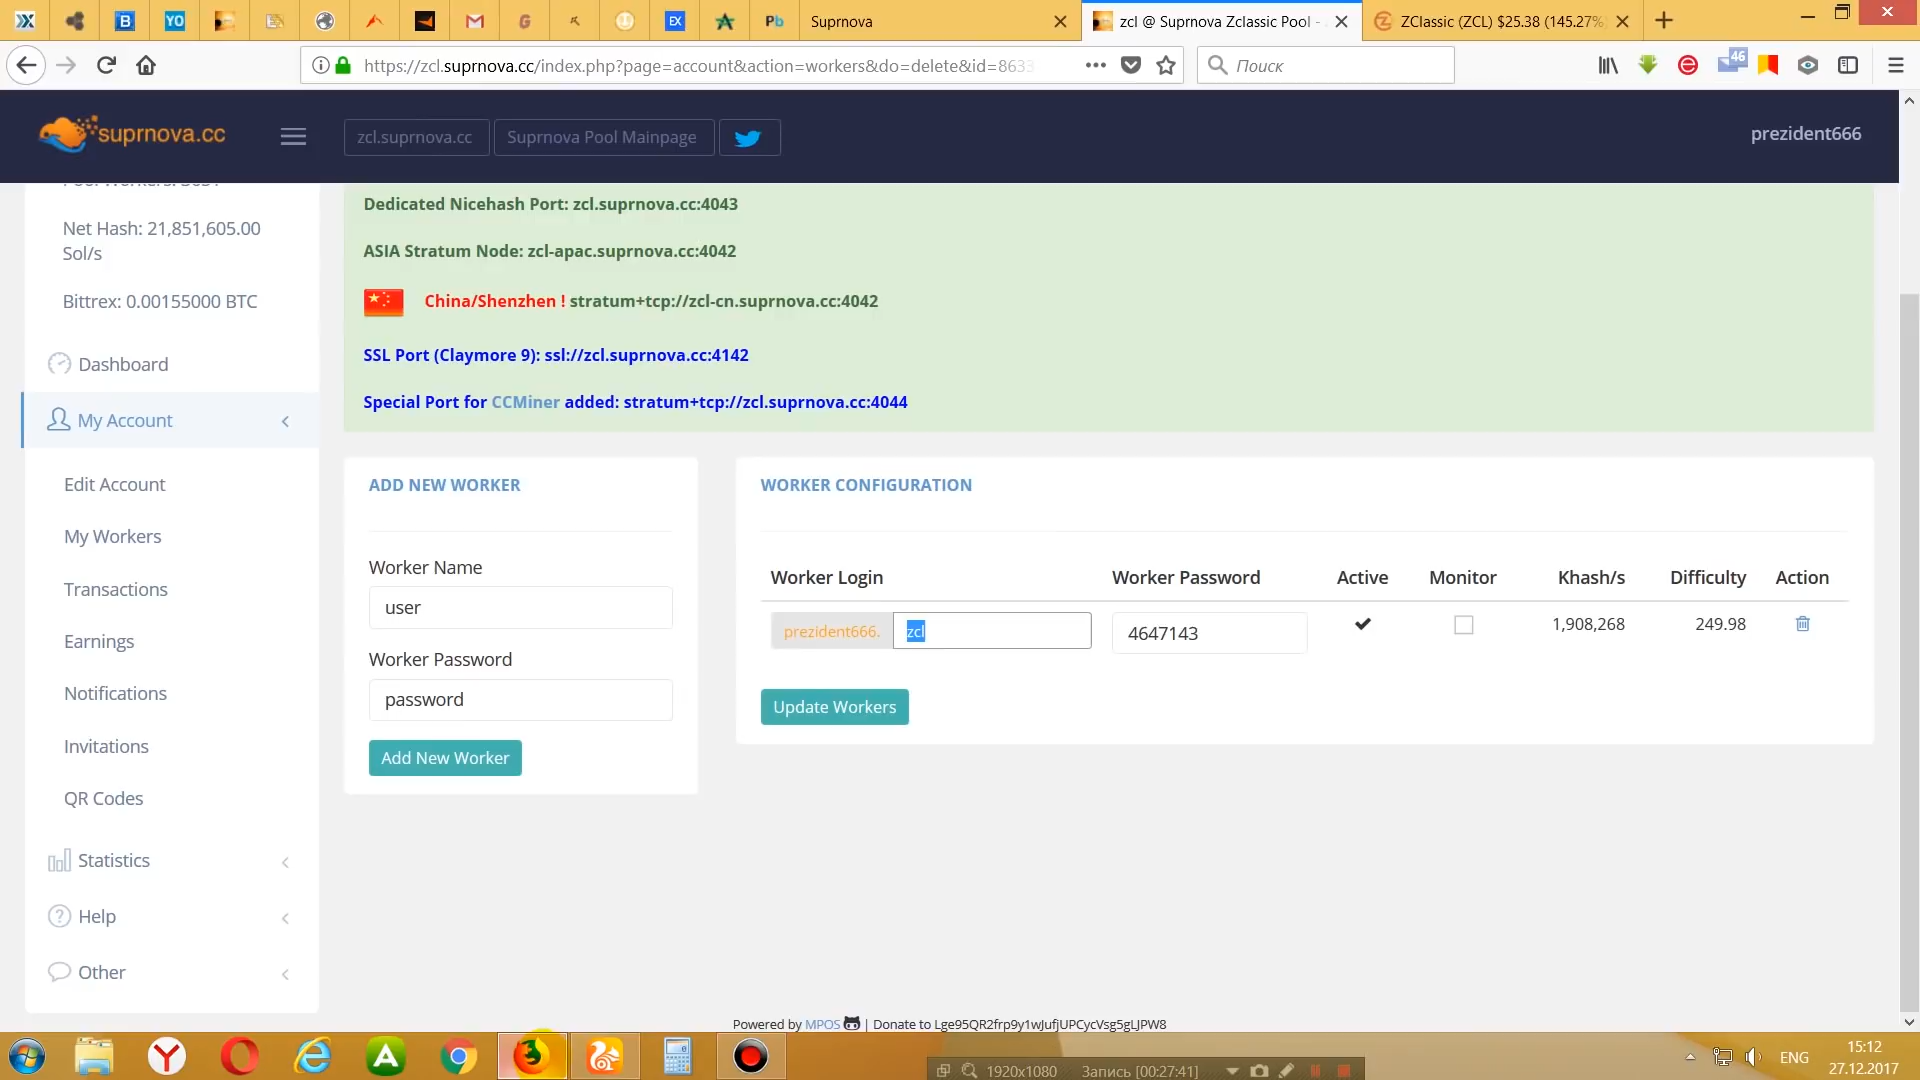 Suprnova
zcl @ Suprnova Zclassic Pool -
ZClassic (ZCL) $25.38 (145.27%
https://zcl.suprnova.cc/index.php?page=account&action=workers&do=delete&id=8633
Поиск
46
suprnova.cc
zcl.suprnova.cc
Suprnova Pool Mainpage
prezident666
Net Hash: 21,851,605.00
Sol/s
Bittrex: 0.00155000 BTC
Dashboard
My Account
Edit Account
My Workers
Transactions
Earnings
Notifications
Invitations
QR Codes
Statistics
Help
Other
Dedicated Nicehash Port: zcl.suprnova.cc:4043
ASIA Stratum Node: zcl-apac.suprnova.cc:4042
China/Shenzhen ! stratum+tcp://zcl-cn.suprnova.cc:4042
SSL Port (Claymore 9): ssl://zcl.suprnova.cc:4142
Special Port for CCMiner added: stratum+tcp://zcl.suprnova.cc:4044
ADD NEW WORKER
Worker Name
user
Worker Password
password
Add New Worker
WORKER CONFIGURATION
Worker Login Worker Password Active Monitor Khash/s Difficulty Action
prezident666. zcl 4647143 1,908,268 249.98
Update Workers
Powered by MPOS | Donate to Lge95QR2frp9y1wJufjUPCycVsg5gLJPW8
1920x1080 Запись [00:27:41]
ENG
15:12
27.12.2017